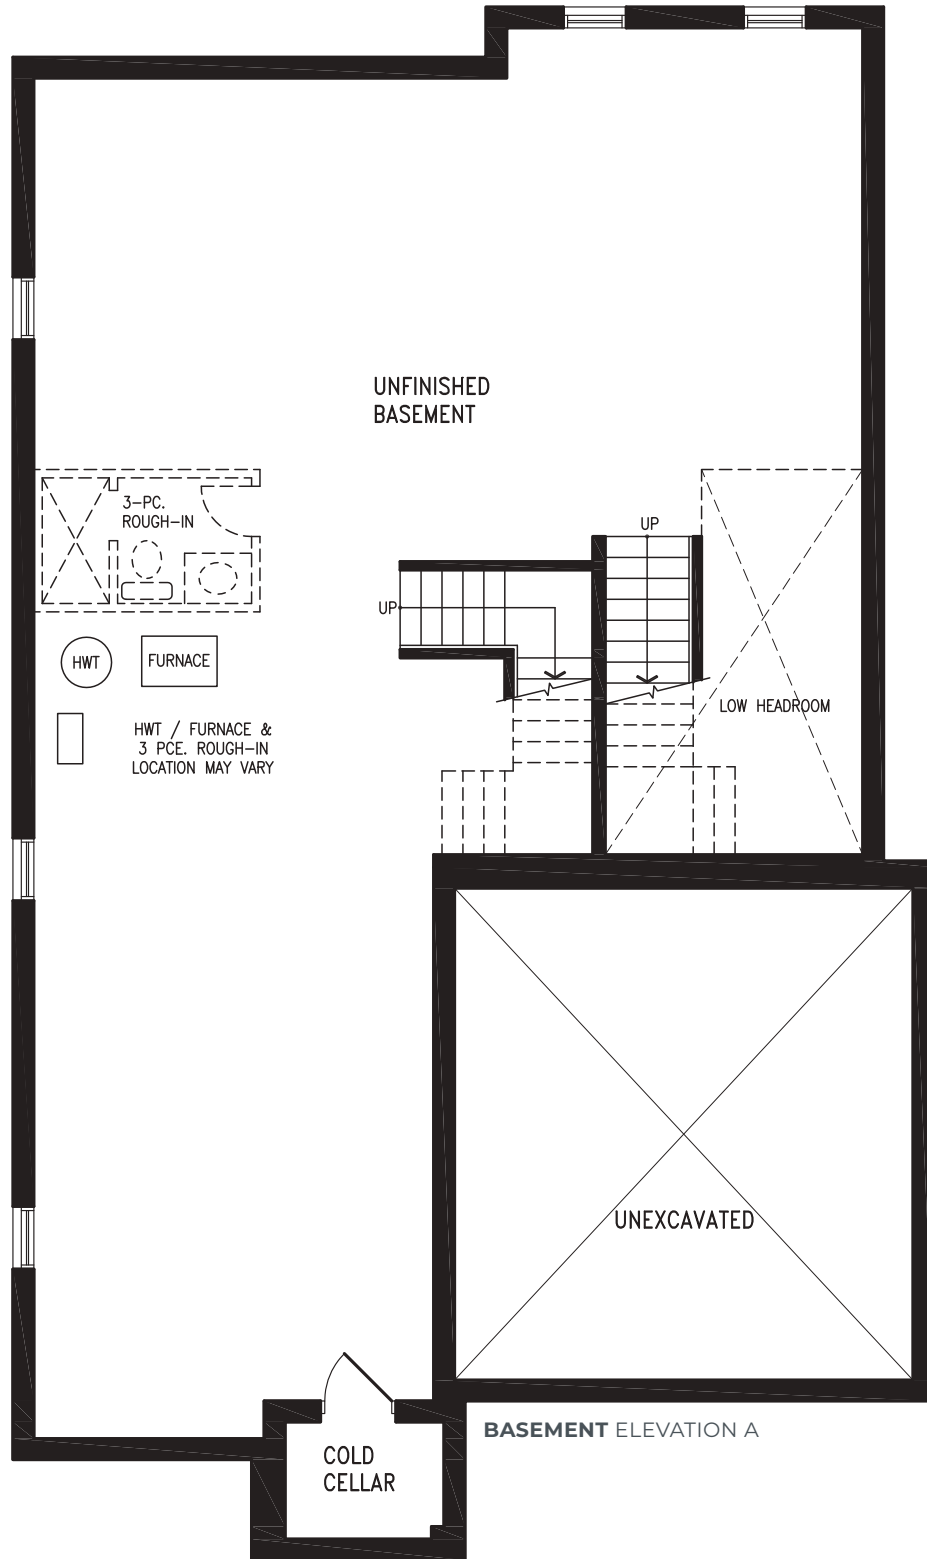 UNFINISHED
BASEMENT
3-PC.
ROUGH-IN
UP
UP
HWT
FURNACE
LOW HEADROOM
HWT / FURNACE &
3 PCE. ROUGH-IN
LOCATION MAY VARY
UNEXCAVATED
BASEMENT ELEVATION A
COLD
CELLAR